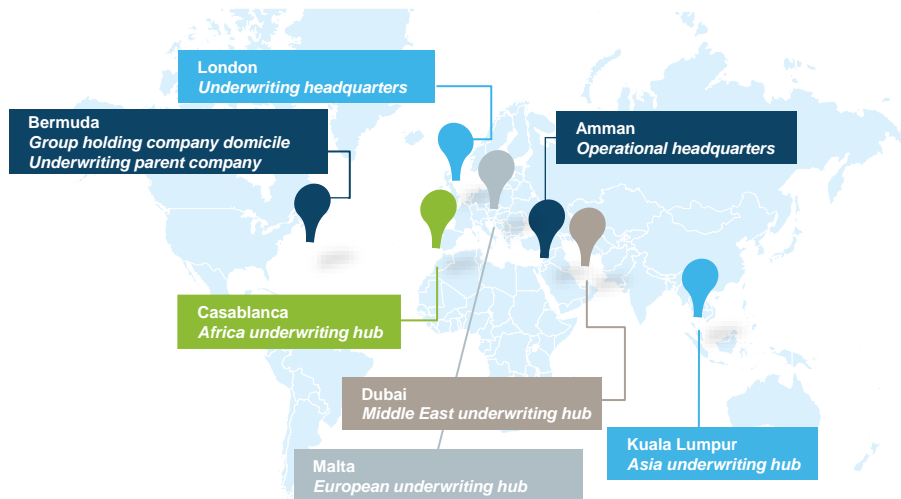 London
Underwriting headquarters
Bermuda
Group holding company domicile
Underwriting parent company
Amman
Operational headquarters
Casablanca
Africa underwriting hub
Dubai
Middle East underwriting hub
Kuala Lumpur
Asia underwriting hub
Malta
European underwriting hub